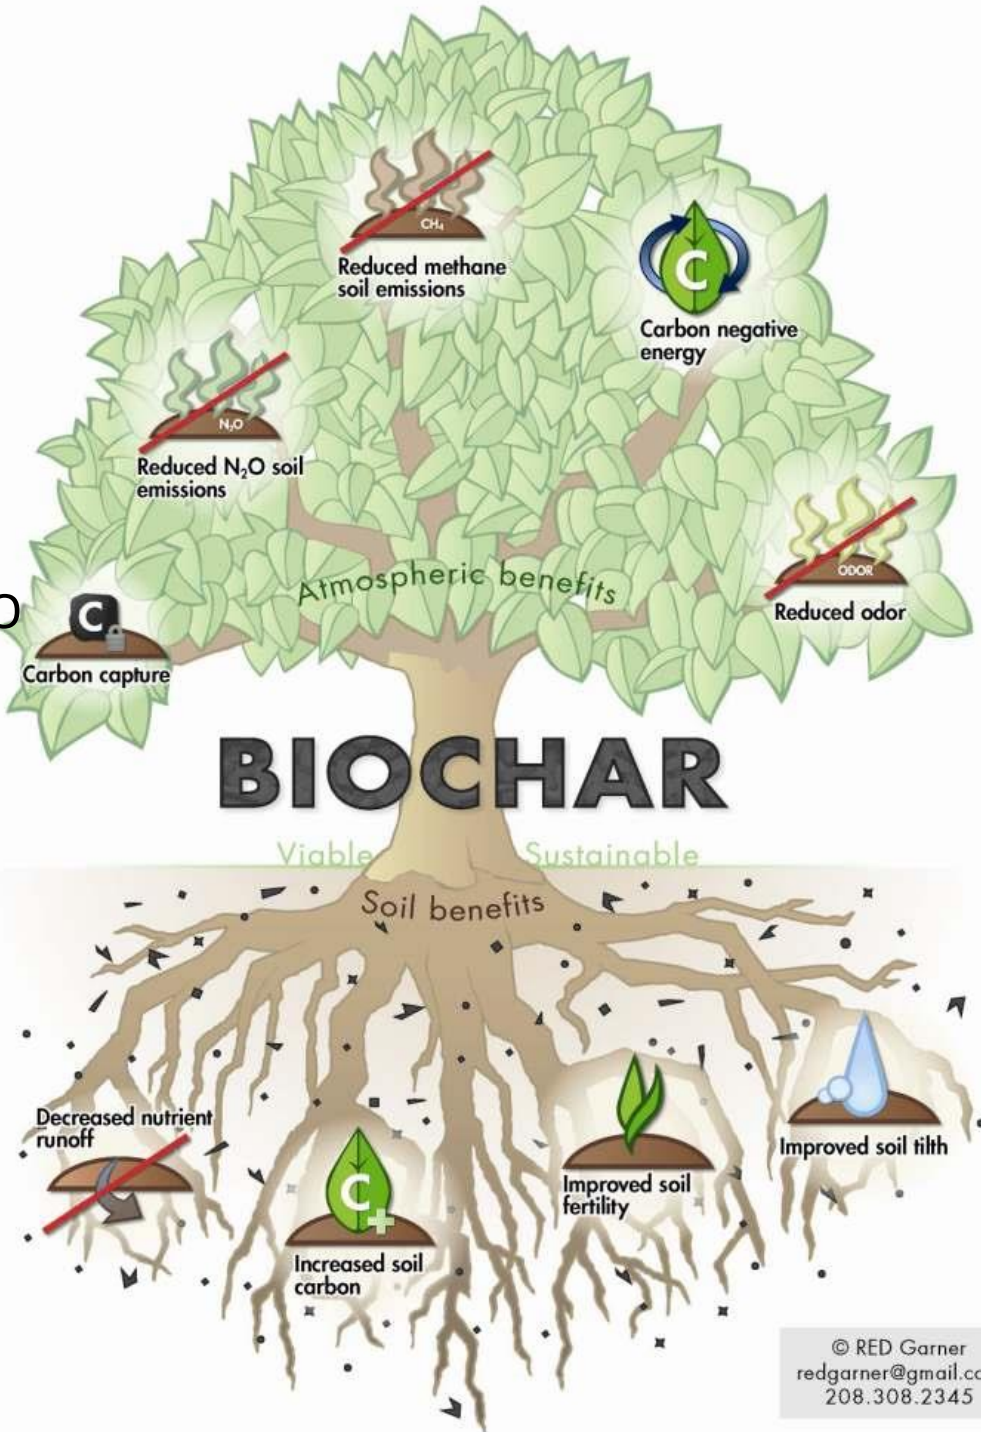 CH₄
Reduced methane
soil emissions
C
Carbon negative
energy
N₂O
Reduced N₂O soil
emissions
ODOR
Reduced odor
Atmospheric benefits
C
Carbon capture
BIOCHAR
Viable Sustainable
Soil benefits
Decreased nutrient
runoff
C
Increased soil
carbon
Improved soil
fertility
Improved soil tilth
© RED Garner
redgarner@gmail.c
208.308.2345